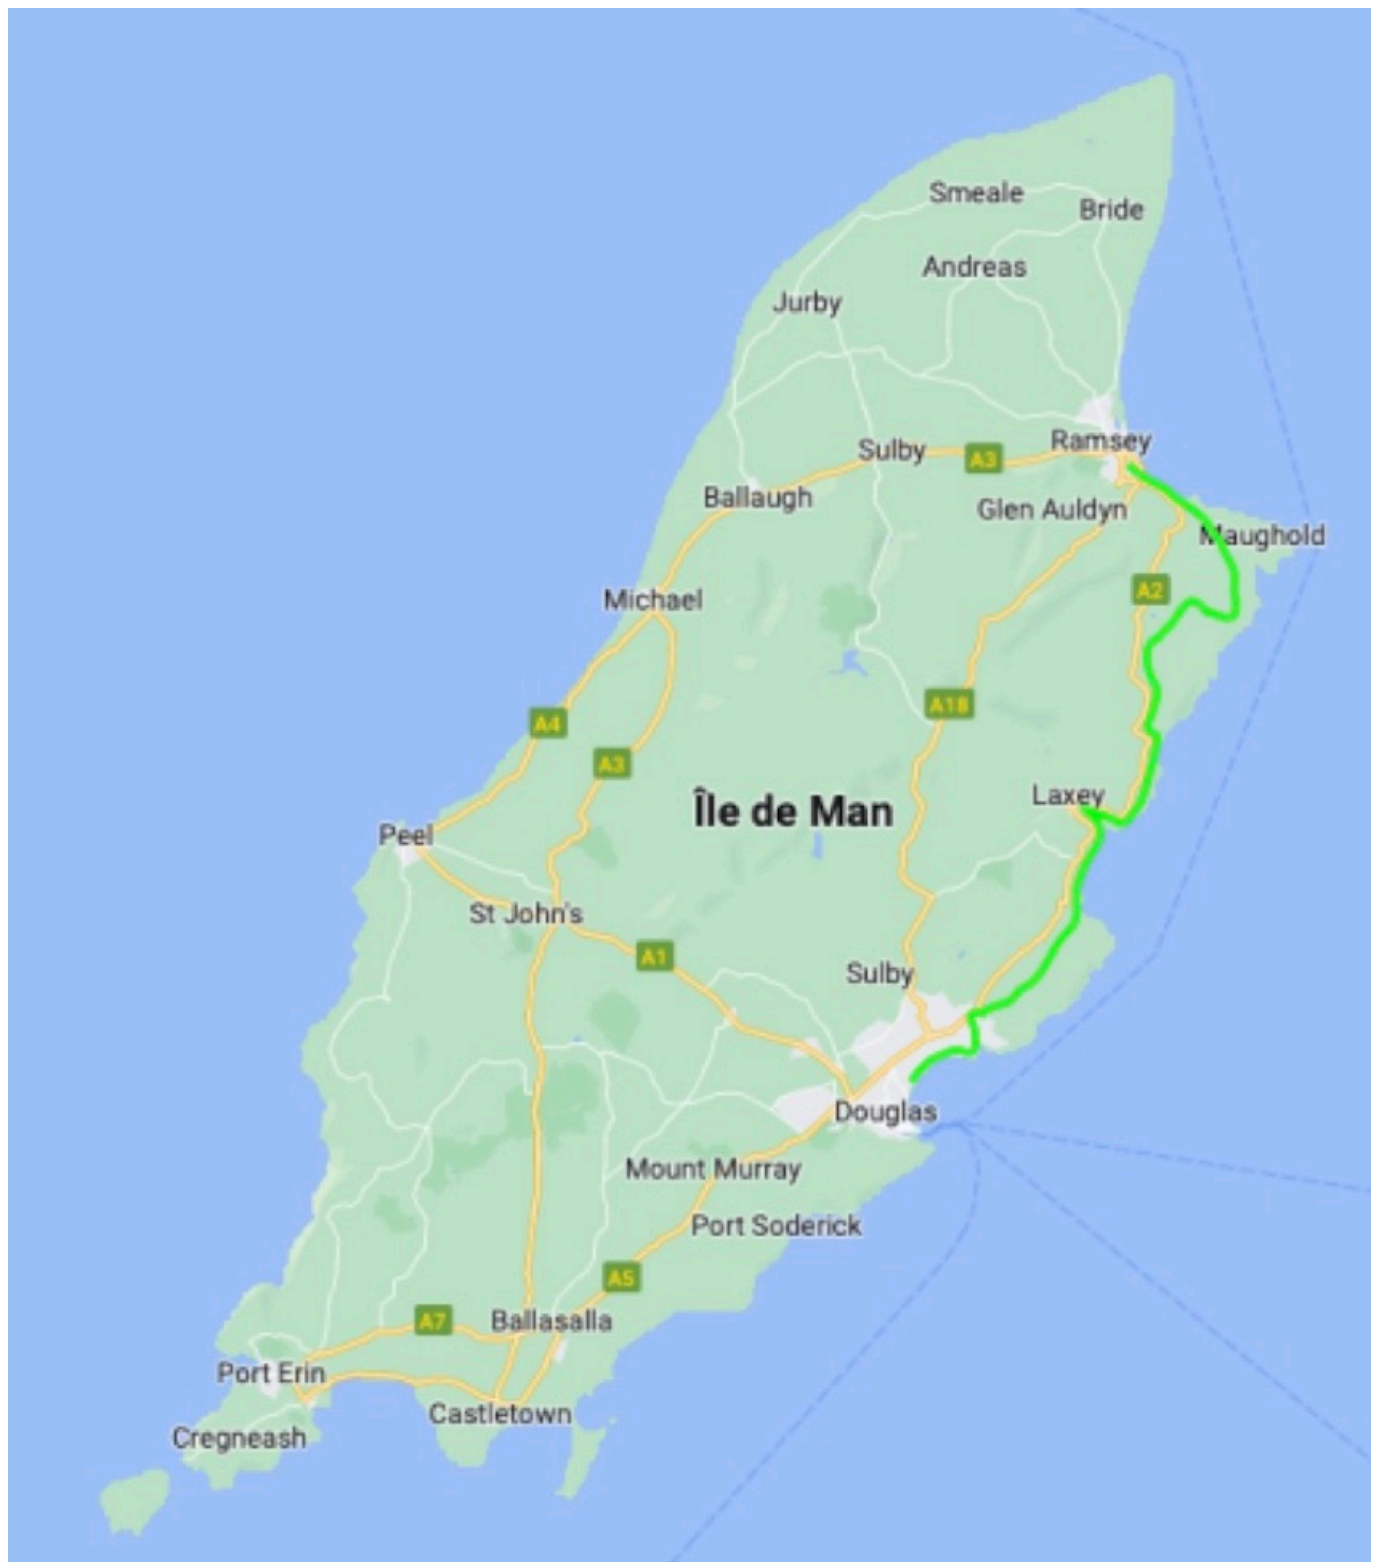 Smeale
Bride
Andreas
Jurby
Ramsey
Sulby
A3
Ballaugh
Glen Auldyn
Maughold
A2
Michael
A18
A4
A3
Laxey
Île de Man
Peel
St John's
A1
Sulby
Douglas
Mount Murray
Port Soderick
A5
A7
Ballasalla
Port Erin
Castletown
Cregneash